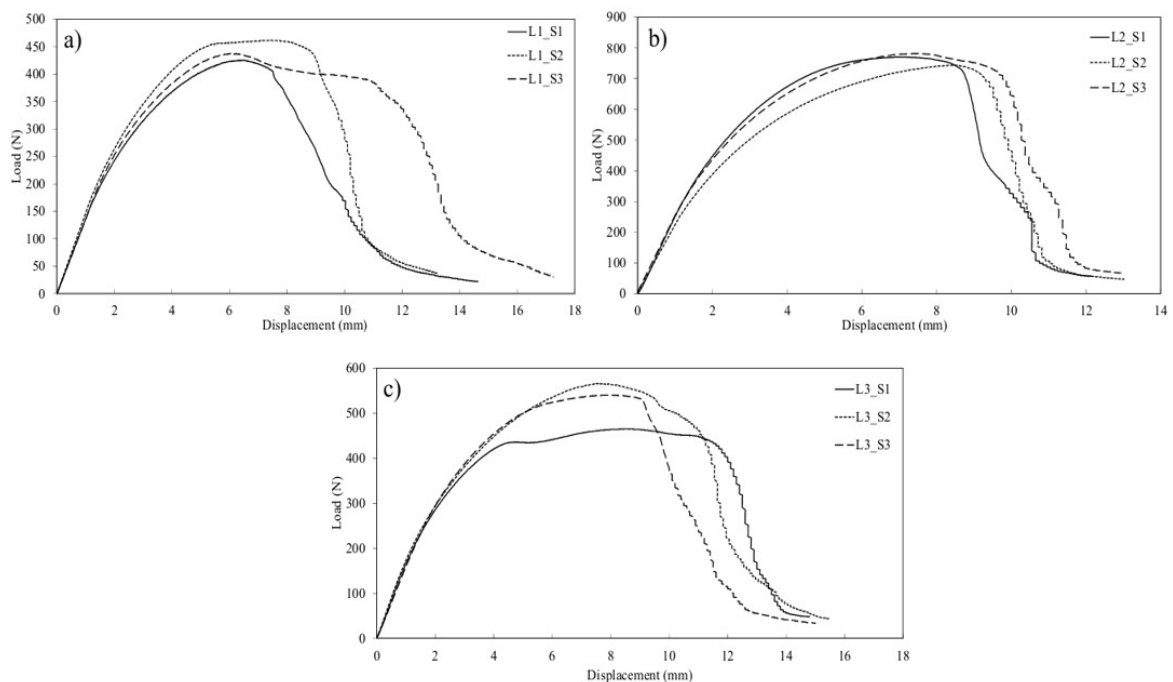 a)
L1_S1
L1_S2
L1_S3
Load (N)
500
450
400
350
300
250
200
150
100
50
0
0 2 4 6 8 10 12 14 16 18
Displacement (mm)
b)
L2_S1
L2_S2
L2_S3
Load (N)
900
800
700
600
500
400
300
200
100
0
0 2 4 6 8 10 12 14
Displacement (mm)
c)
L3_S1
L3_S2
L3_S3
Load (N)
600
500
400
300
200
100
0
0 2 4 6 8 10 12 14 16 18
Displacement (mm)